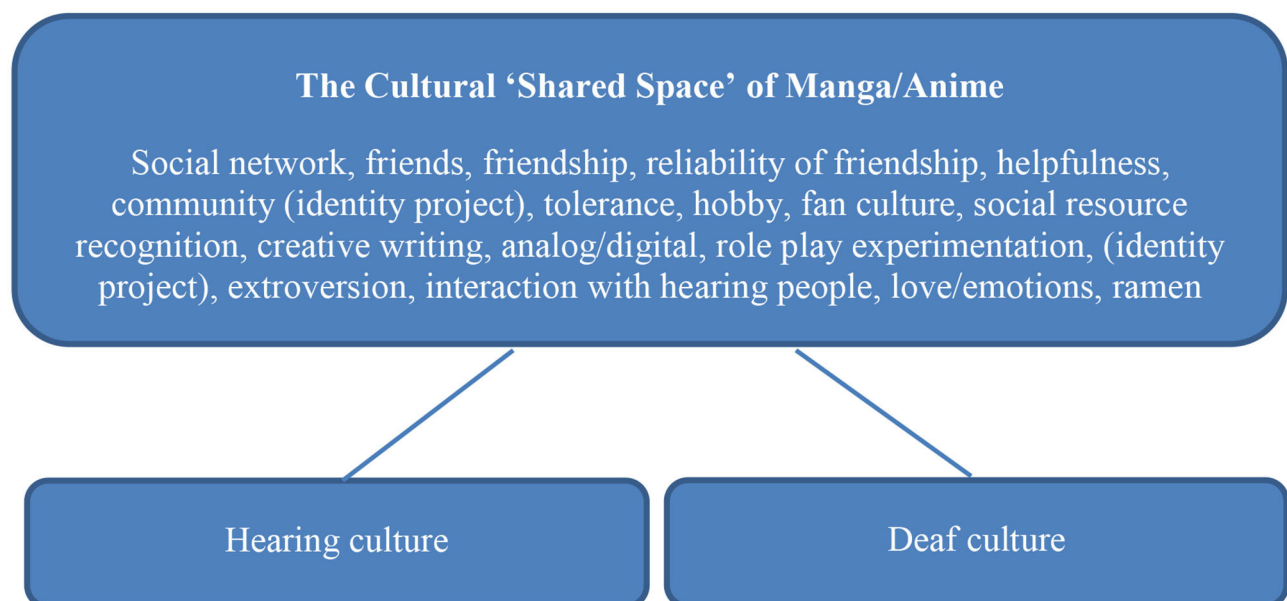 The Cultural ‘Shared Space’ of Manga/Anime
Social network, friends, friendship, reliability of friendship, helpfulness,
community (identity project), tolerance, hobby, fan culture, social resource
recognition, creative writing, analog/digital, role play experimentation, (identity
project), extroversion, interaction with hearing people, love/emotions, ramen
Hearing culture
Deaf culture